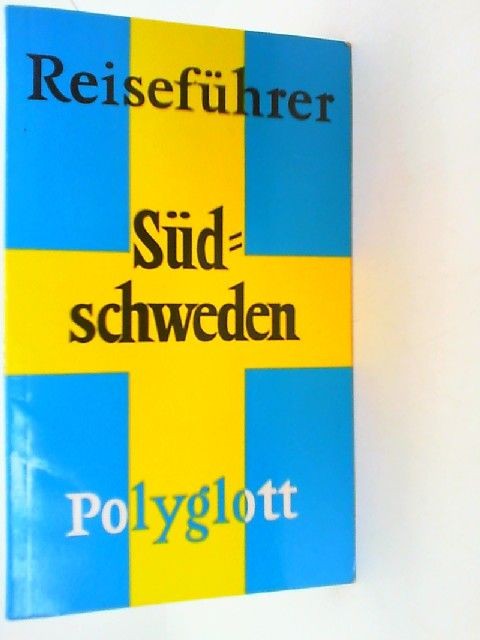 Reiseführer
Süd=
schweden
Polyglott